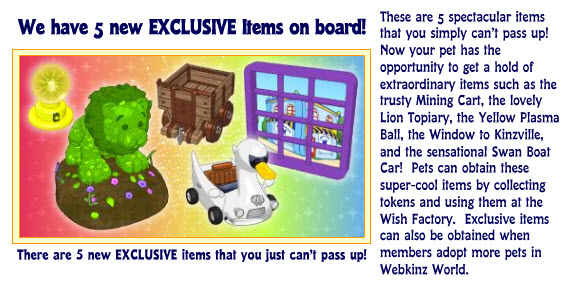 We have 5 new EXCLUSIVE Items on board!
There are 5 new EXCLUSIVE items that you just can't pass up!
These are 5 spectacular items
that you simply can't pass up!
Now your pet has the
opportunity to get a hold of
extraordinary items such as the
trusty Mining Cart, the lovely
Lion Topiary, the Yellow Plasma
Ball, the Window to Kinzville,
and the sensational Swan Boat
Car!  Pets can obtain these
super-cool items by collecting
tokens and using them at the
Wish Factory.  Exclusive items
can also be obtained when
members adopt more pets in
Webkinz World.